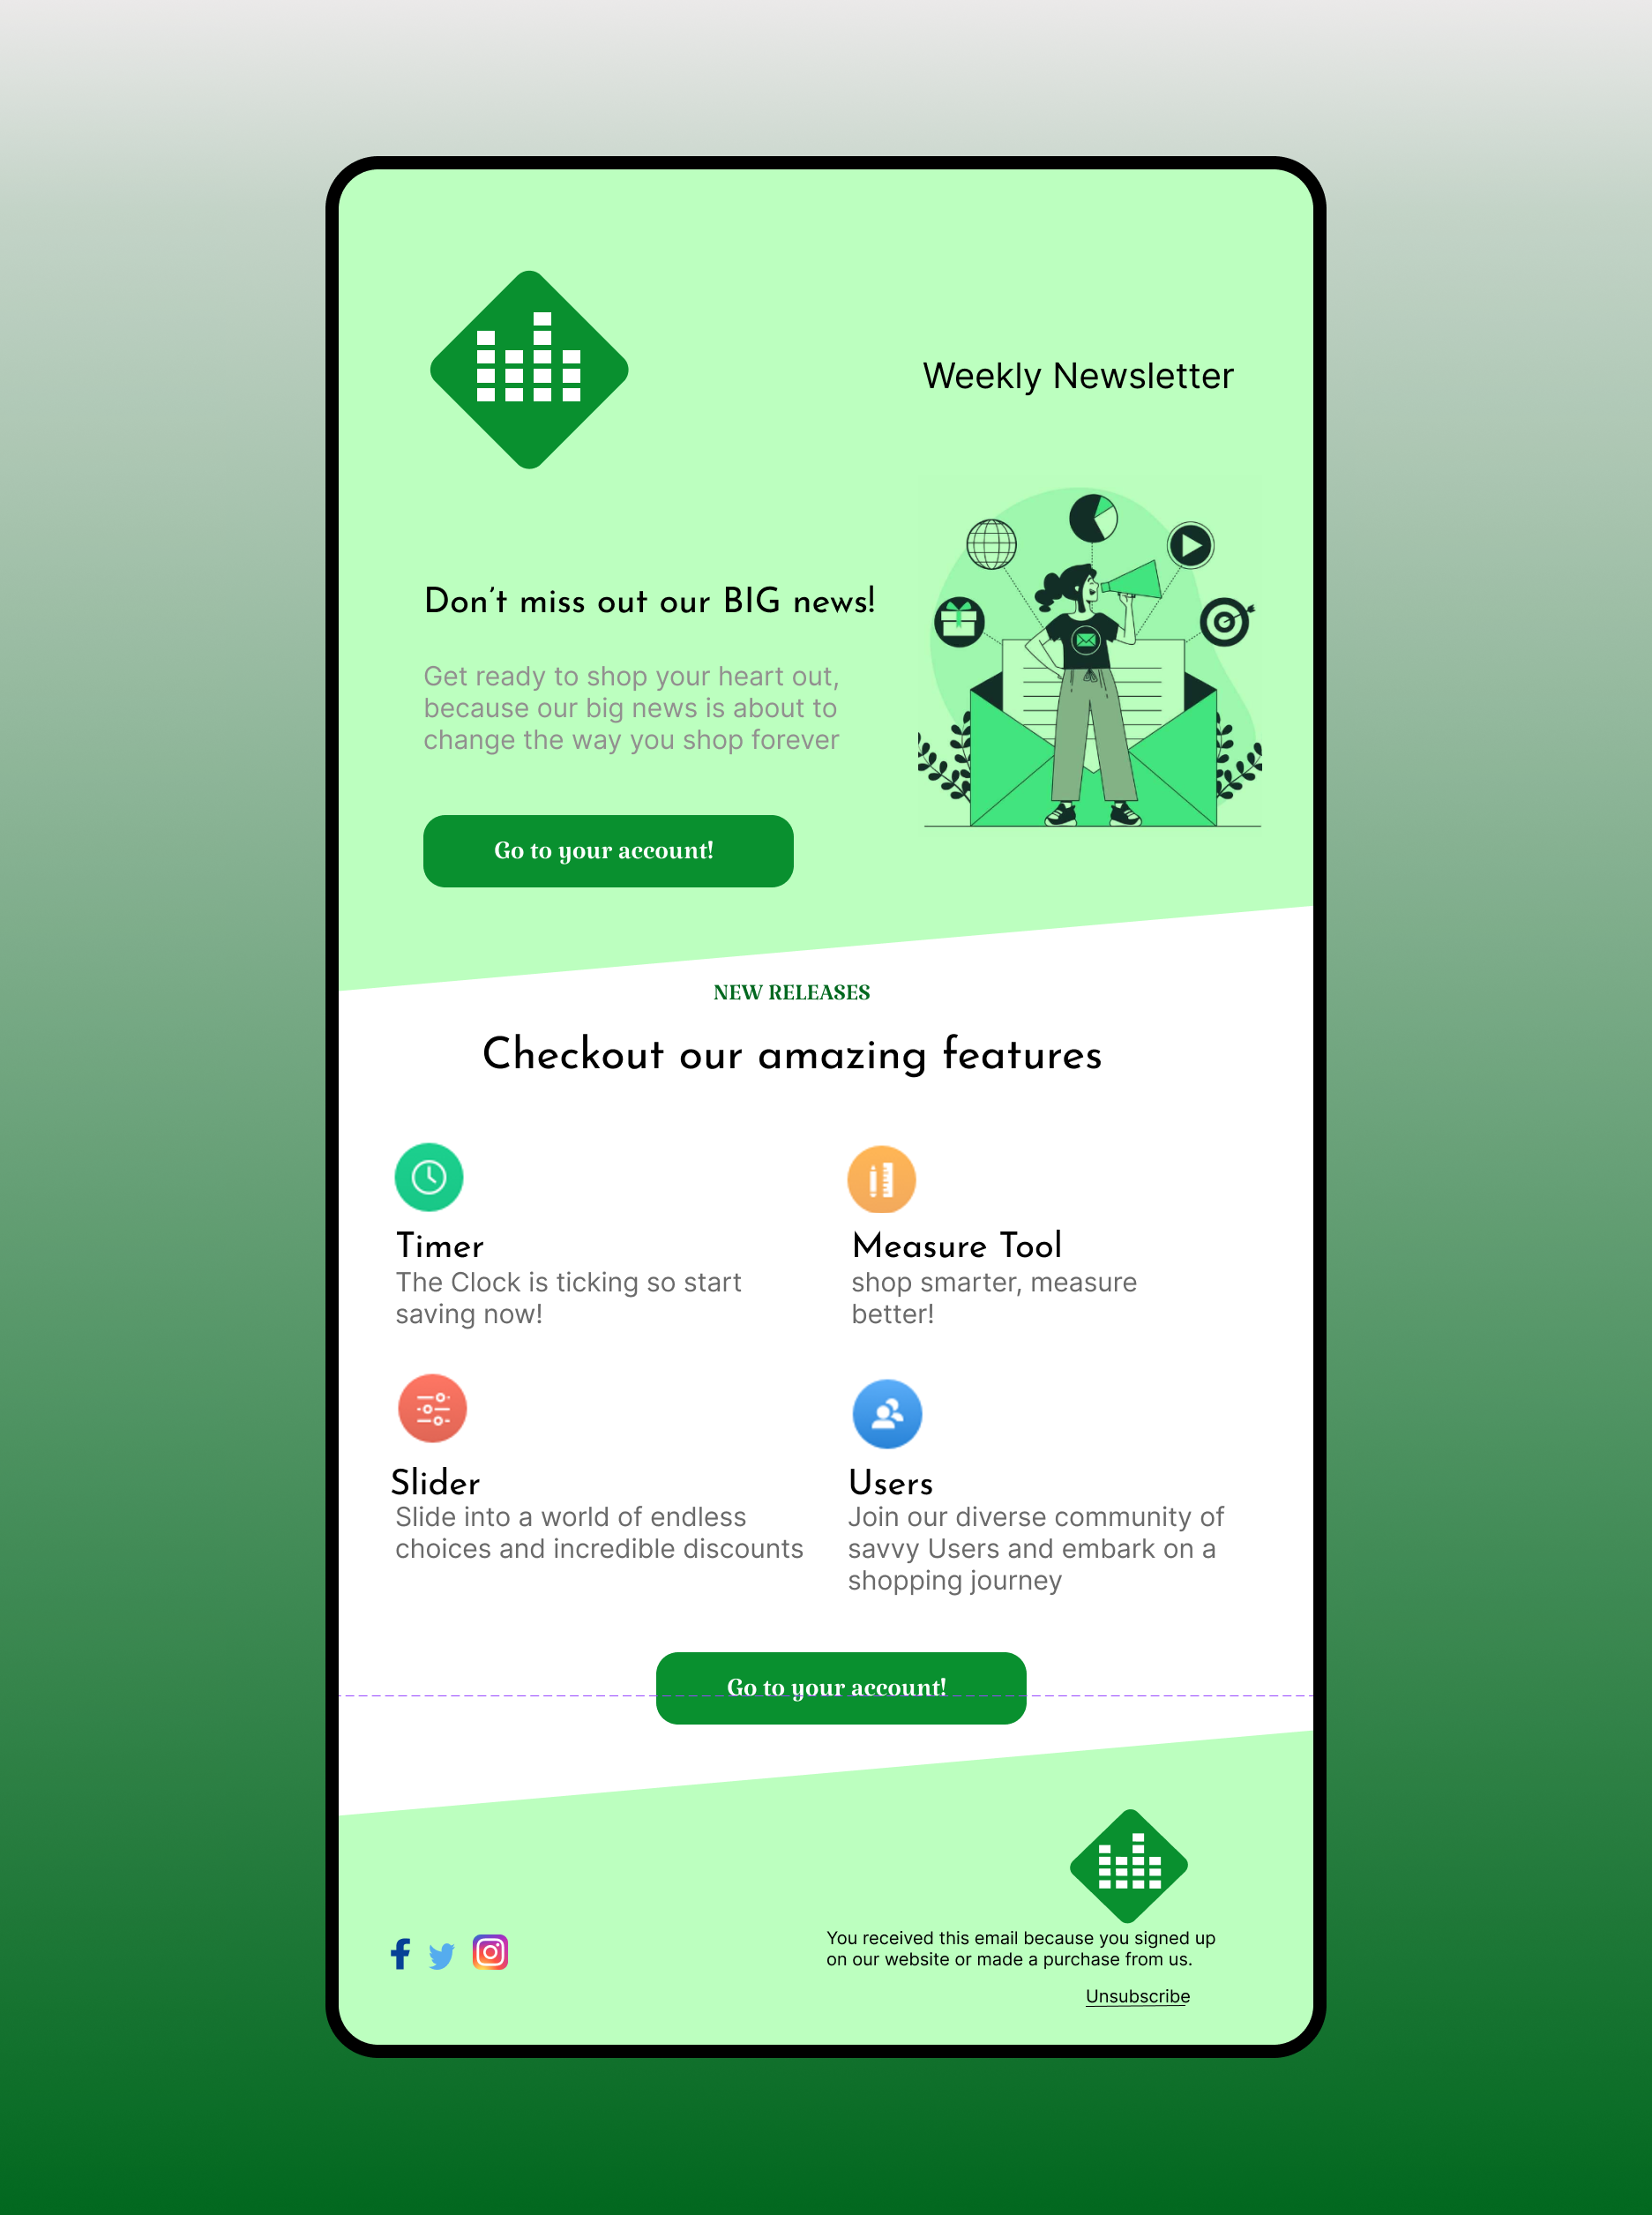 Weekly Newsletter
Don’t miss out our BIG news!
Get ready to shop your heart out,
because our big news is about to
change the way you shop forever
Go to your account!
NEW RELEASES
Checkout our amazing features
Timer
The Clock is ticking so start
saving now!
Measure Tool
shop smarter, measure
better!
Slider
Slide into a world of endless
choices and incredible discounts
Users
Join our diverse community of
savvy Users and embark on a
shopping journey
Go to your account!
You received this email because you signed up
on our website or made a purchase from us.
Unsubscribe